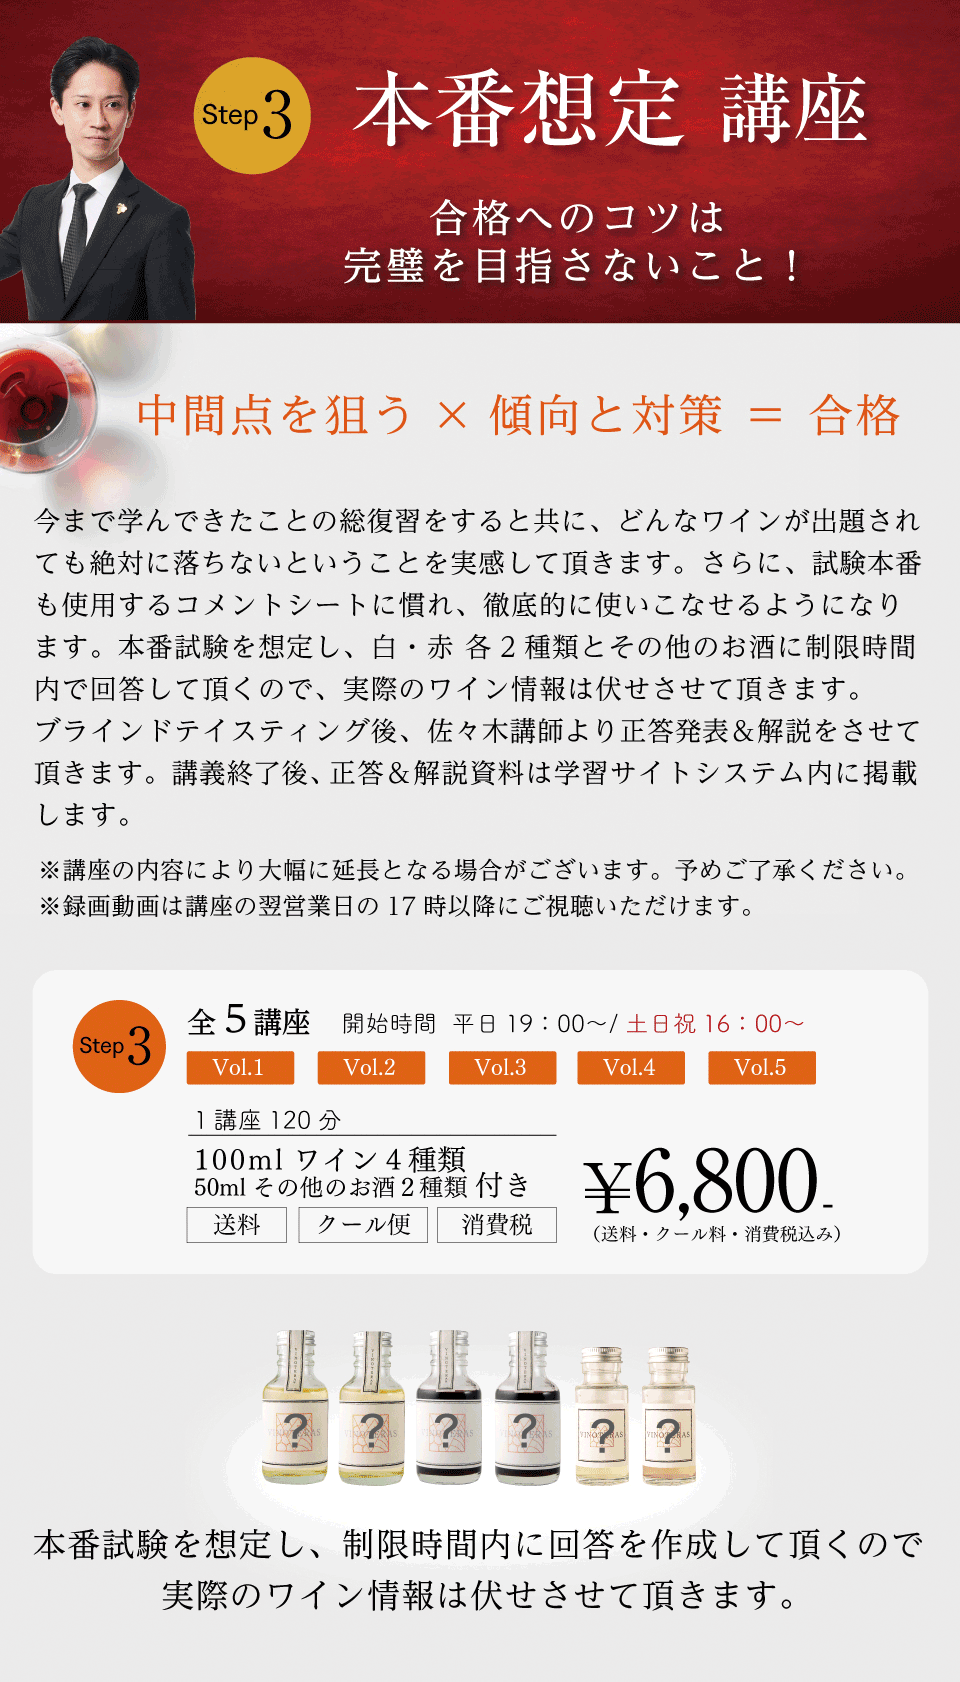 Step 3
本番想定 講座
合格へのコツは
完璧を目指さないこと！
中間点を狙う × 傾向と対策 ＝ 合格
今まで学んできたことの総復習をすると共に、どんなワインが出題され
ても絶対に落ちないということを実感して頂きます。さらに、試験本番
も使用するコメントシートに慣れ、徹底的に使いこなせるようになり
ます。本番試験を想定し、白・赤 各２種類とその他のお酒に制限時間
内で回答して頂くので、実際のワイン情報は伏せさせて頂きます。
ブラインドテイスティング後、佐々木講師より正答発表＆解説をさせて
頂きます。講義終了後、正答＆解説資料は学習サイトシステム内に掲載
します。
※講座の内容により大幅に延長となる場合がございます。予めご了承ください。
※録画動画は講座の翌営業日の 17 時以降にご視聴いただけます。
Step 3
全５講座 開始時間 平日 19：00～/ 土日祝 16：00～
Vol.1 Vol.2 Vol.3 Vol.4 Vol.5
1 講座 120 分
100ml ワイン４種類
50ml その他のお酒２種類 付き
送料 クール便 消費税
¥6,800-
（送料・クール料・消費税込み）
VINOTERAS VINOTERAS VINOTERAS VINOTERAS
? ? ? ? ? ?
VINOTERAS VINOTERAS VINOTERAS VINOTERAS VINOTERAS VINOTERAS
本番試験を想定し、制限時間内に回答を作成して頂くので
実際のワイン情報は伏せさせて頂きます。